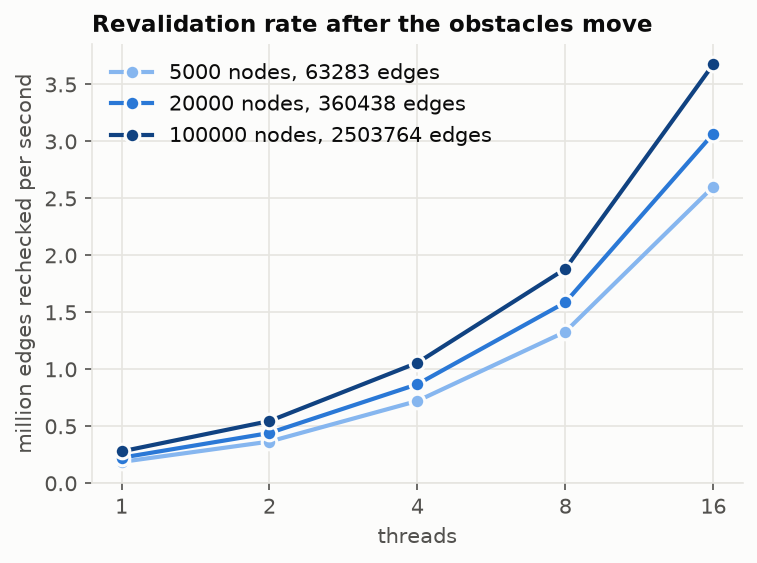 Revalidation rate after the obstacles move
5000 nodes, 63283 edges
20000 nodes, 360438 edges
100000 nodes, 2503764 edges
million edges rechecked per second
3.5
3.0
2.5
2.0
1.5
1.0
0.5
0.0
1 2 4 8 16
threads